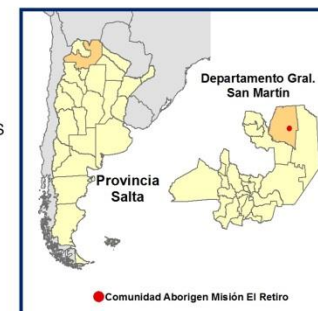 s
Departamento Gral.
San Martín
Provincia
Salta
Comunidad Aborigen Misión El Retiro